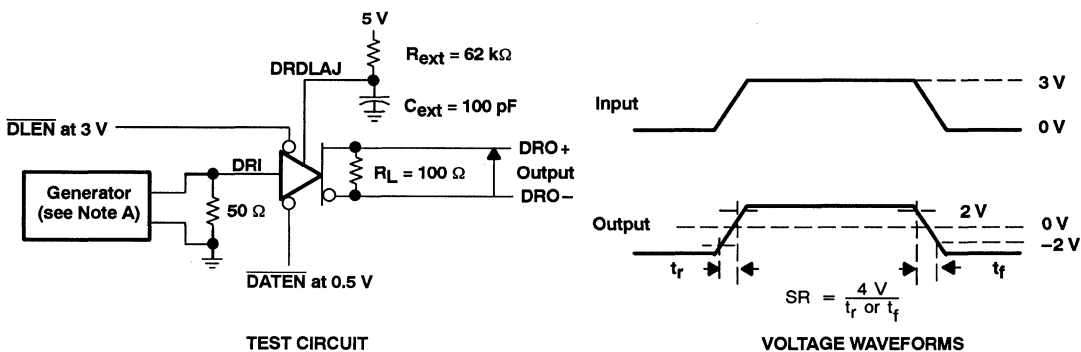 5 V
Rext = 62 kΩ
DRDLAJ
Cext = 100 pF
DLEN at 3 V
DRI
DRO+
RL = 100 Ω
Output
DRO−
Generator
(see Note A)
50 Ω
DATEN at 0.5 V
TEST CIRCUIT
Input
3 V
0 V
Output
2 V
0 V
−2 V
tr
tf
SR = 4 V / tr or tf
VOLTAGE WAVEFORMS